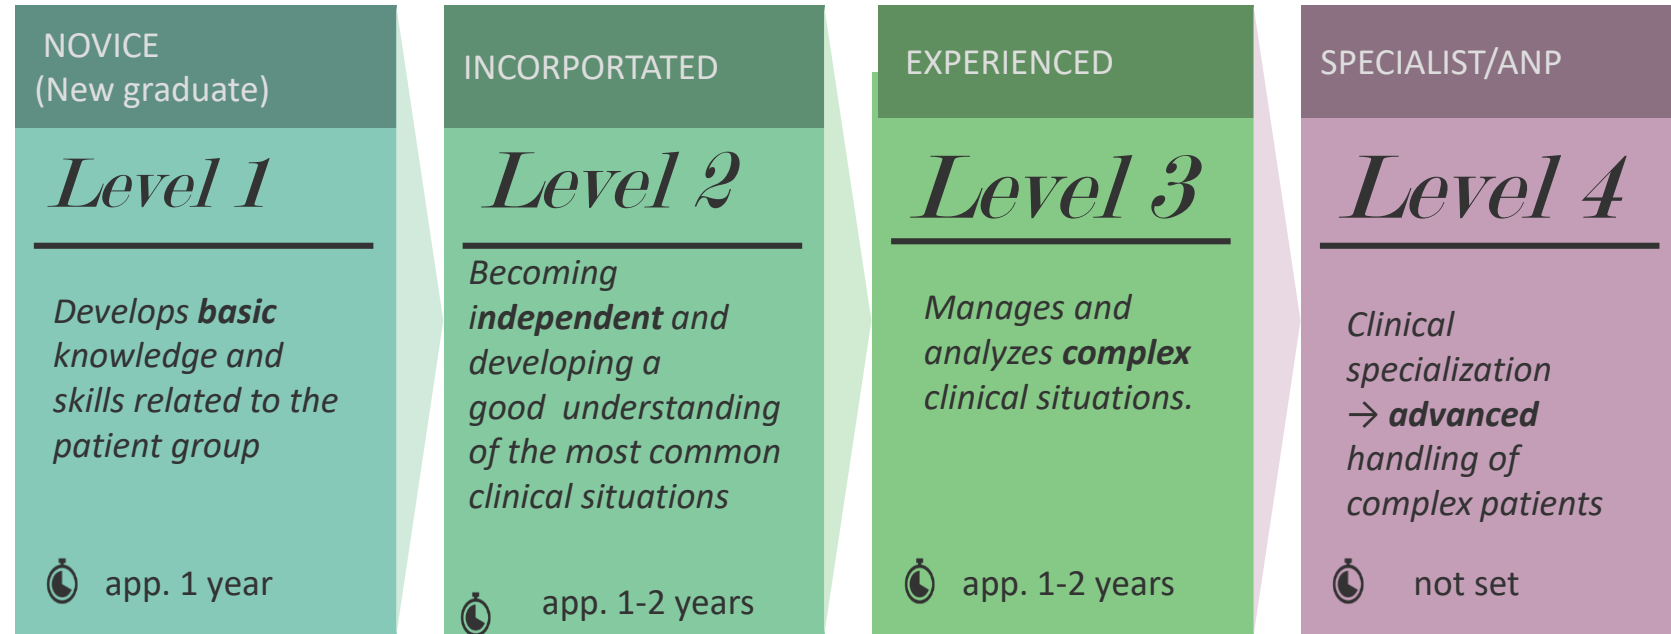 NOVICE
(New graduate)
Level 1
Develops basic
knowledge and
skills related to the
patient group
app. 1 year
INCORPORTATED
Level 2
Becoming
independent and
developing a
good  understanding
of the most common
clinical situations
app. 1-2 years
EXPERIENCED
Level 3
Manages and
analyzes complex
clinical situations.
app. 1-2 years
SPECIALIST/ANP
Level 4
Clinical
specialization
→ advanced
handling of
complex patients
not set